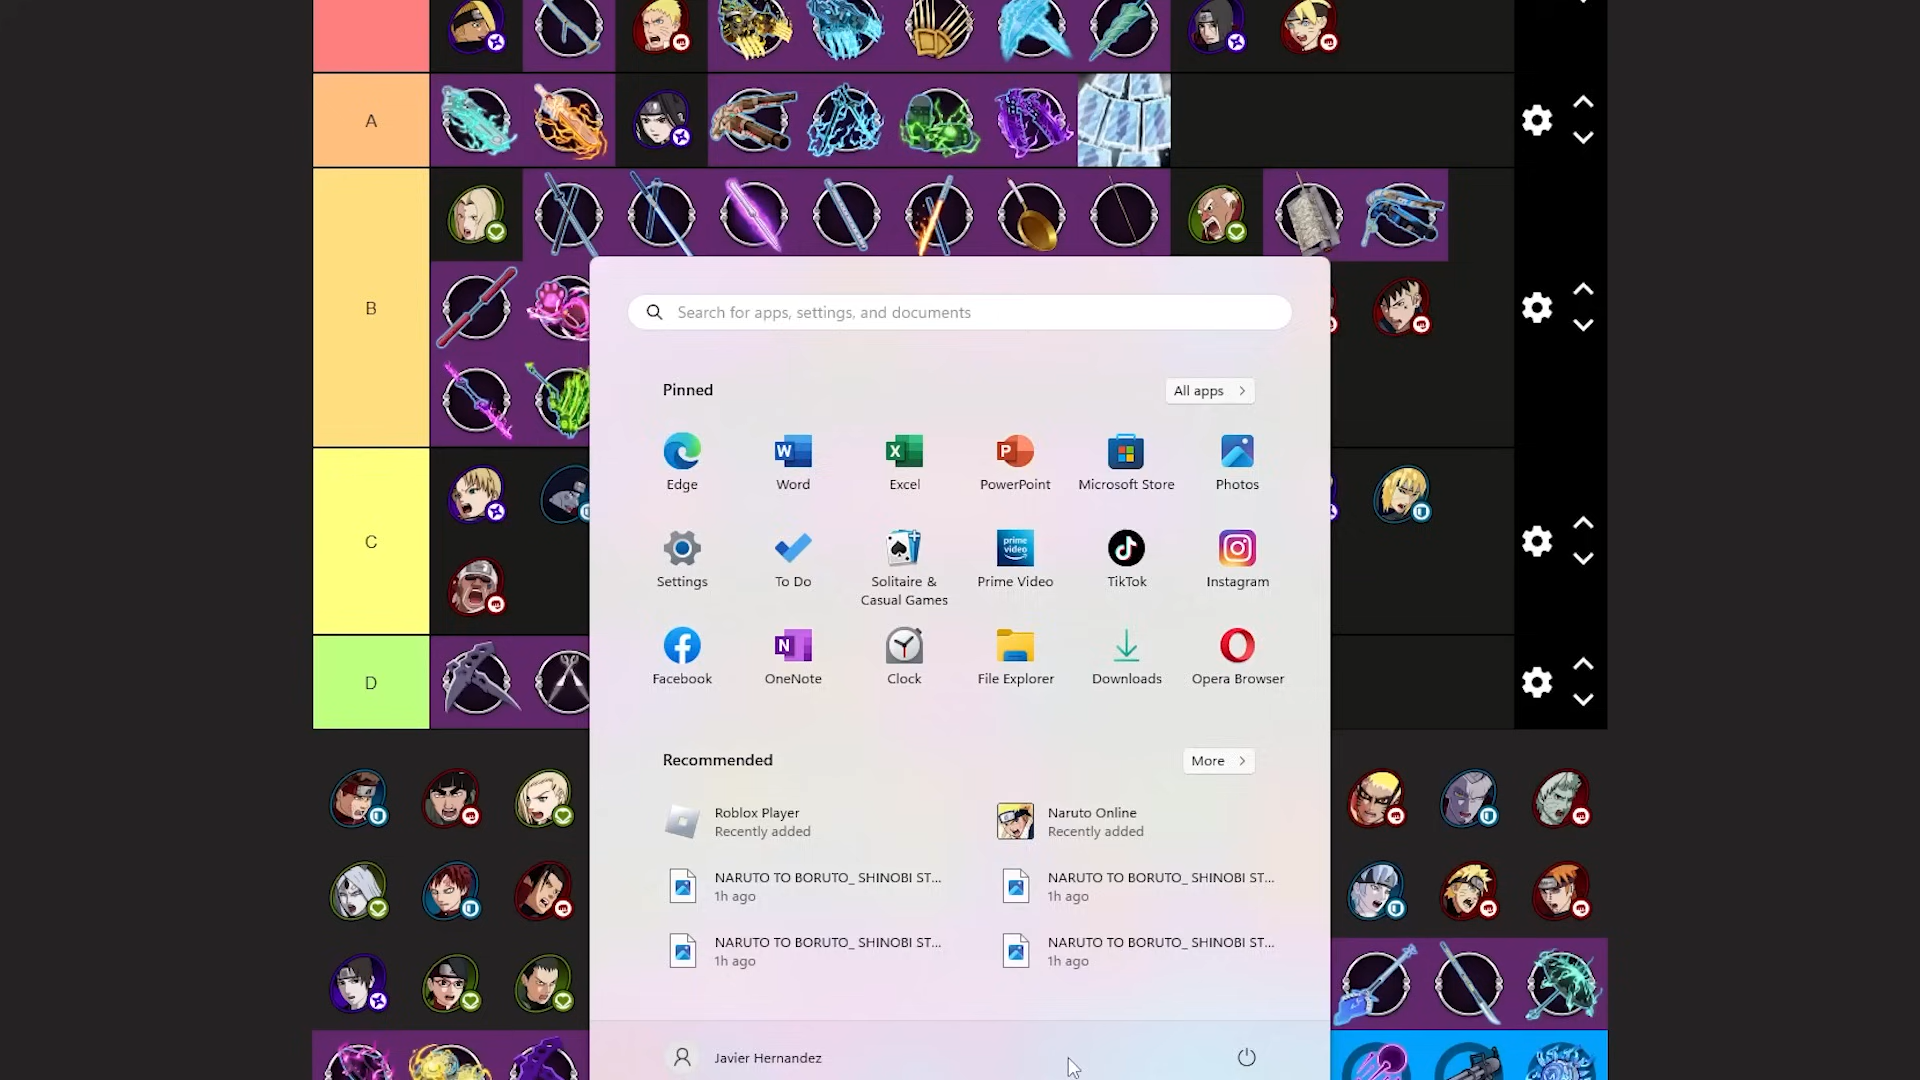 A
B
C
D
Search for apps, settings, and documents
Pinned
All apps
Edge
Word
Excel
PowerPoint
Microsoft Store
Photos
Settings
To Do
Solitaire &
Casual Games
prime
video
Prime Video
TikTok
Instagram
Facebook
OneNote
Clock
File Explorer
Downloads
Opera Browser
Recommended
More
Roblox Player
Recently added
Naruto Online
Recently added
NARUTO TO BORUTO_ SHINOBI ST...
1h ago
NARUTO TO BORUTO_ SHINOBI ST...
1h ago
NARUTO TO BORUTO_ SHINOBI ST...
1h ago
NARUTO TO BORUTO_ SHINOBI ST...
1h ago
Javier Hernandez